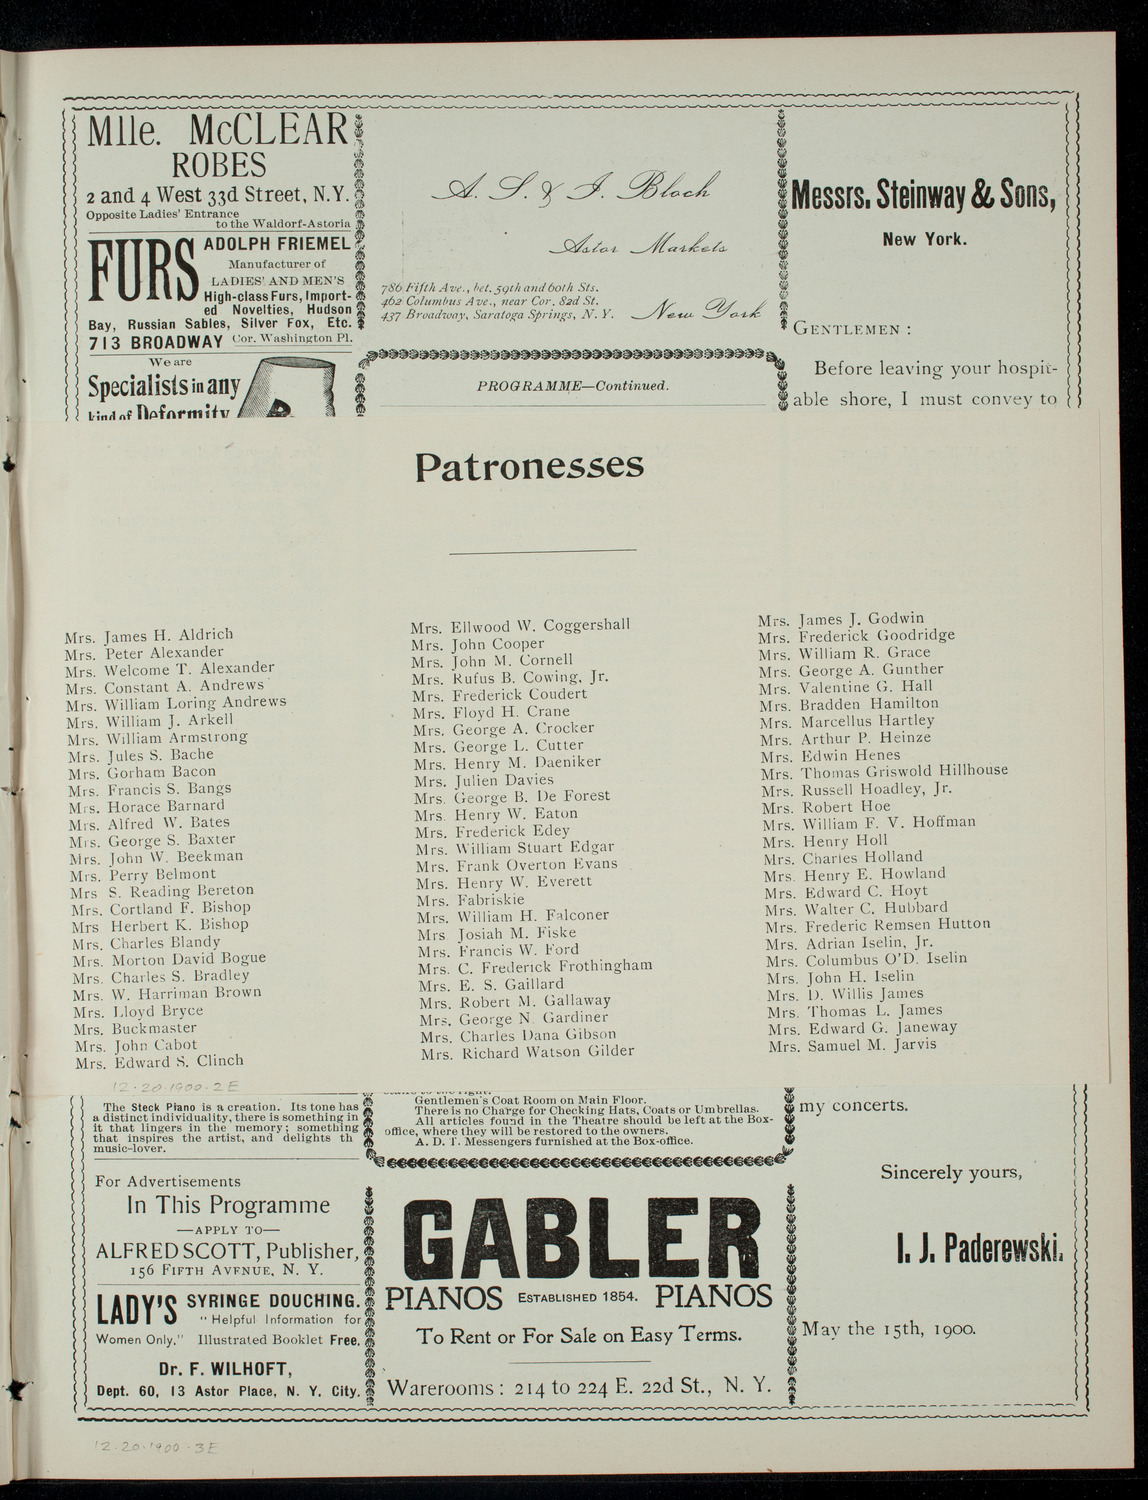 Mlle. McCLEAR
ROBES
2 and 4 West 33d Street, N.Y.
Opposite Ladies' Entrance
to the Waldorf-Astoria
FURS
ADOLPH FRIEMEL
Manufacturer of
LADIES' AND MEN'S
High-class Furs, Import-
ed Novelties, Hudson
Bay, Russian Sables, Silver Fox, Etc.
713 BROADWAY Cor. Washington Pl.
We are
Specialists in any
kind of Deformity
A. S. & J. Bloch
Astor Markets
786 Fifth Ave., bet. 59th and 60th Sts.
462 Columbus Ave., near Cor. 82d St.
437 Broadway, Saratoga Springs, N. Y.
New York
PROGRAMME—Continued.
Messrs. Steinway & Sons,
New York.
GENTLEMEN :
Before leaving your hospit-
able shore, I must convey to
Patronesses
Mrs. James H. Aldrich
Mrs. Peter Alexander
Mrs. Welcome T. Alexander
Mrs. Constant A. Andrews
Mrs. William Loring Andrews
Mrs. William J. Arkell
Mrs. William Armstrong
Mrs. Jules S. Bache
Mrs. Gorham Bacon
Mrs. Francis S. Bangs
Mrs. Horace Barnard
Mrs. Alfred W. Bates
Mrs. George S. Baxter
Mrs. John W. Beekman
Mrs. Perry Belmont
Mrs S. Reading Bereton
Mrs. Cortland F. Bishop
Mrs Herbert K. Bishop
Mrs. Charles Blandy
Mrs. Morton David Bogue
Mrs. Charles S. Bradley
Mrs. W. Harriman Brown
Mrs. Lloyd Bryce
Mrs. Buckmaster
Mrs. John Cabot
Mrs. Edward S. Clinch
Mrs. Ellwood W. Coggershall
Mrs. John Cooper
Mrs. John M. Cornell
Mrs. Rufus B. Cowing, Jr.
Mrs. Frederick Coudert
Mrs. Floyd H. Crane
Mrs. George A. Crocker
Mrs. George L. Cutter
Mrs. Henry M. Daeniker
Mrs. Julien Davies
Mrs. George B. De Forest
Mrs. Henry W. Eaton
Mrs. Frederick Edey
Mrs. William Stuart Edgar
Mrs. Frank Overton Evans
Mrs. Henry W. Everett
Mrs. Fabriskie
Mrs. William H. Falconer
Mrs Josiah M. Fiske
Mrs. Francis W. Ford
Mrs. C. Frederick Frothingham
Mrs. E. S. Gaillard
Mrs. Robert M. Gallaway
Mrs. George N. Gardiner
Mrs. Charles Dana Gibson
Mrs. Richard Watson Gilder
Mrs. James J. Godwin
Mrs. Frederick Goodridge
Mrs. William R. Grace
Mrs. George A. Gunther
Mrs. Valentine G. Hall
Mrs. Bradden Hamilton
Mrs. Marcellus Hartley
Mrs. Arthur P. Heinze
Mrs. Edwin Henes
Mrs. Thomas Griswold Hillhouse
Mrs. Russell Hoadley, Jr.
Mrs. Robert Hoe
Mrs. William F. V. Hoffman
Mrs. Henry Holl
Mrs. Charles Holland
Mrs. Henry E. Howland
Mrs. Edward C. Hoyt
Mrs. Walter C. Hubbard
Mrs. Frederic Remsen Hutton
Mrs. Adrian Iselin, Jr.
Mrs. Columbus O'D. Iselin
Mrs. John H. Iselin
Mrs. D. Willis James
Mrs. Thomas L. James
Mrs. Edward G. Janeway
Mrs. Samuel M. Jarvis
12.20.1900.2E
The Steck Piano is a creation. Its tone has
a distinct individuality, there is something in
it that lingers in the memory; something
that inspires the artist, and delights th
music-lover.
For Advertisements
In This Programme
—APPLY TO—
ALFRED SCOTT, Publisher,
156 FIFTH AVENUE, N. Y.
LADY'S SYRINGE DOUCHING.
"Helpful Information for
Women Only." Illustrated Booklet Free.
Dr. F. WILHOFT,
Dept. 60, 13 Astor Place, N. Y. City.
Gentlemen's Coat Room on Main Floor.
There is no Charge for Checking Hats, Coats or Umbrellas.
All articles found in the Theatre should be left at the Box-
office, where they will be restored to the owners.
A. D. T. Messengers furnished at the Box-office.
GABLER
PIANOS ESTABLISHED 1854. PIANOS
To Rent or For Sale on Easy Terms.
Warerooms : 214 to 224 E. 22d St., N. Y.
my concerts.
Sincerely yours,
I. J. Paderewski.
May the 15th, 1900.
12.20.1900.3E